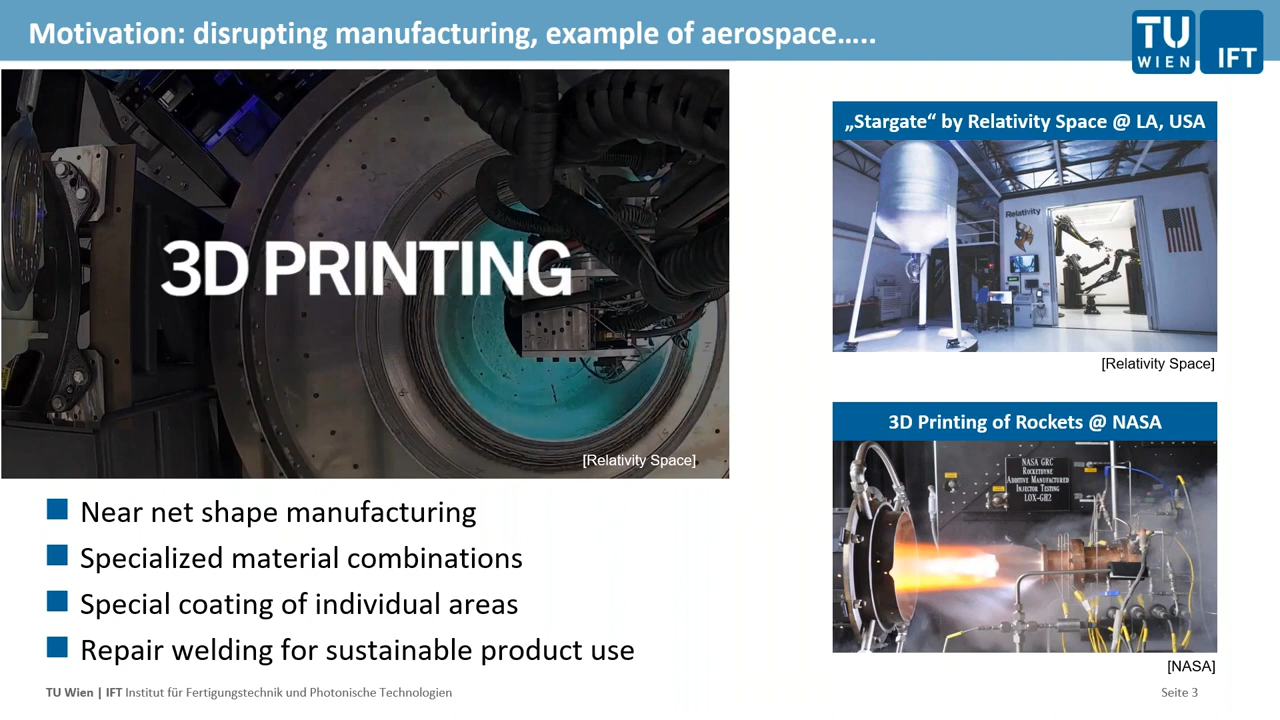 Motivation: disrupting manufacturing, example of aerospace…..
TU
WIEN
IFT
3D PRINTING
[Relativity Space]
„Stargate“ by Relativity Space @ LA, USA
Relativity
[Relativity Space]
3D Printing of Rockets @ NASA
NASA GRC
ROCKETDYNE
ADDITIVE MANUFACTURED
INJECTOR TESTING
LOX-GH2
[NASA]
Near net shape manufacturing
Specialized material combinations
Special coating of individual areas
Repair welding for sustainable product use
TU Wien | IFT Institut für Fertigungstechnik und Photonische Technologien
Seite 3